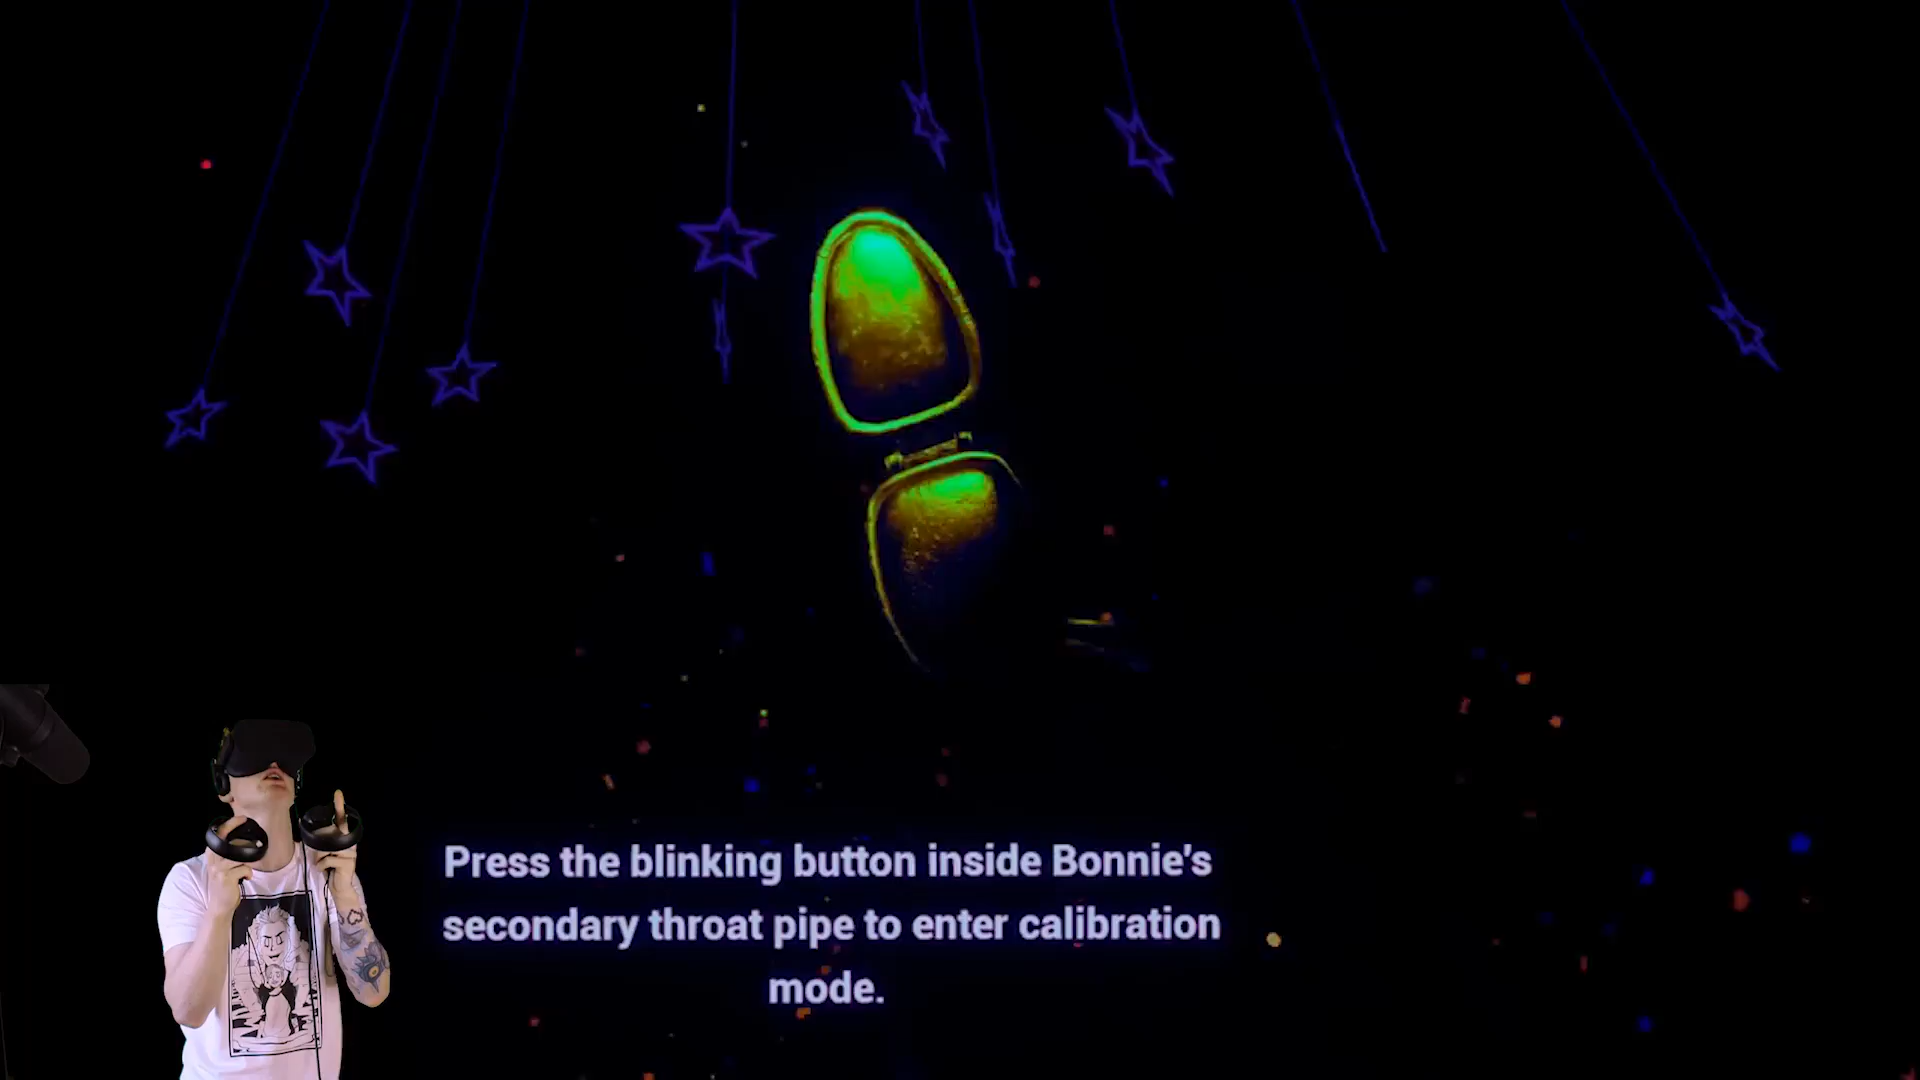 Press the blinking button inside Bonnie's
secondary throat pipe to enter calibration
mode.